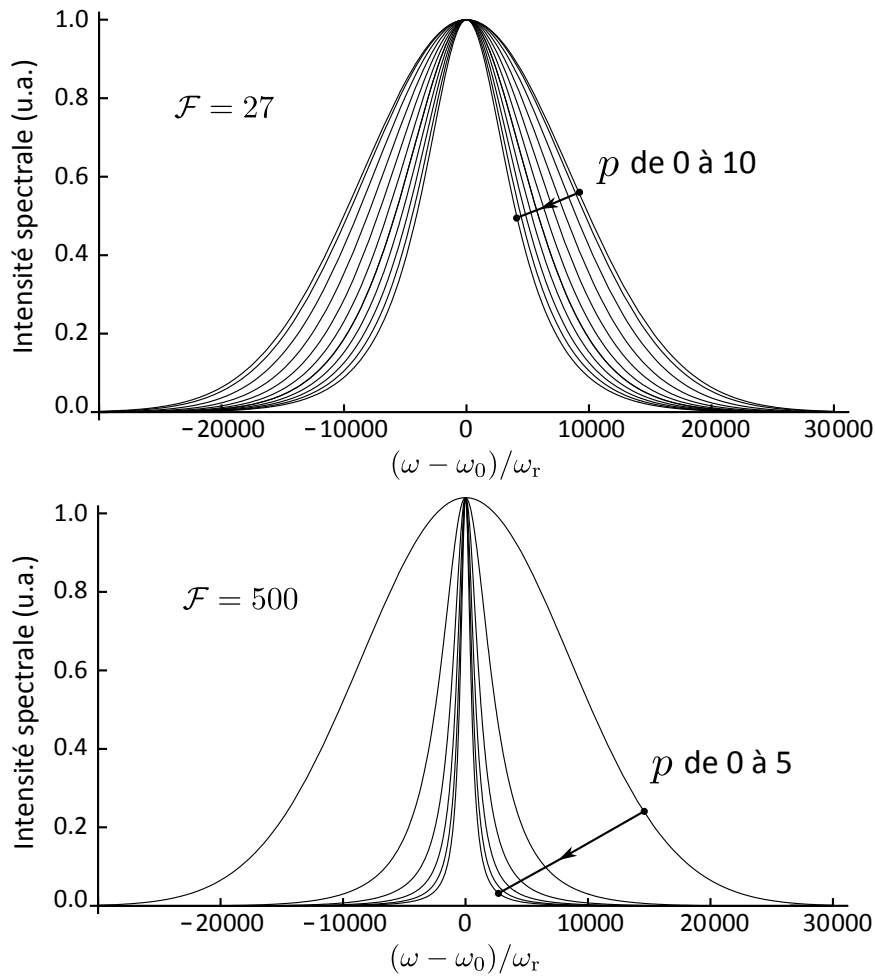 Intensité spectrale (u.a.)
1.0
0.8
0.6
0.4
0.2
0.0
ℱ = 27
p de 0 à 10
−20000 −10000 0 10000 20000 30000
(ω − ω₀)/ωᵣ
Intensité spectrale (u.a.)
1.0
0.8
0.6
0.4
0.2
0.0
ℱ = 500
p de 0 à 5
−20000 −10000 0 10000 20000 30000
(ω − ω₀)/ωᵣ